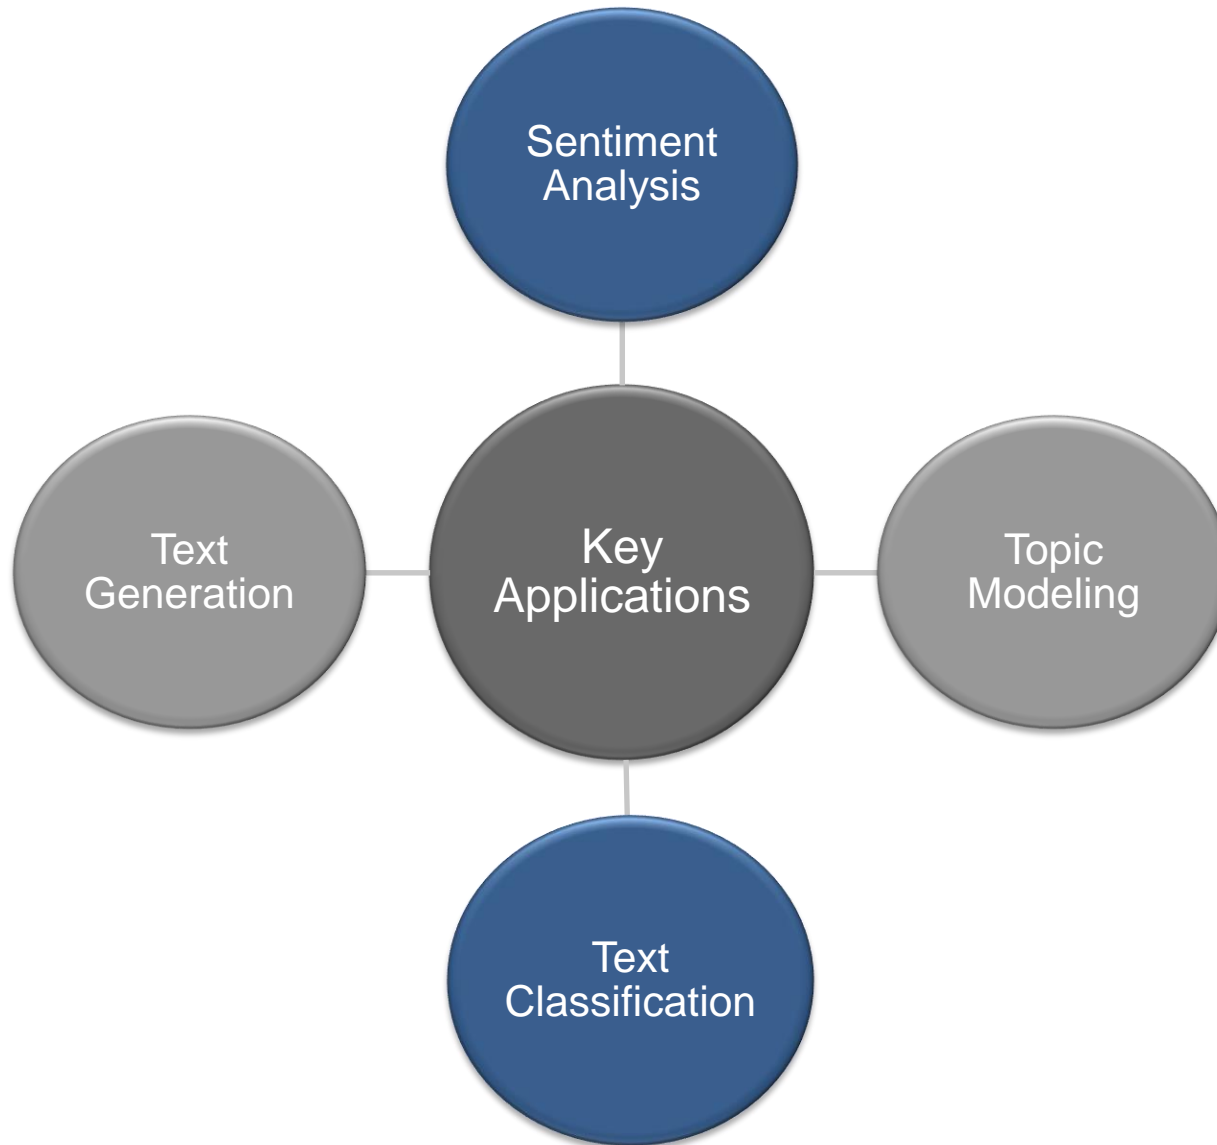 Sentiment
Analysis
Text
Generation
Key
Applications
Topic
Modeling
Text
Classification